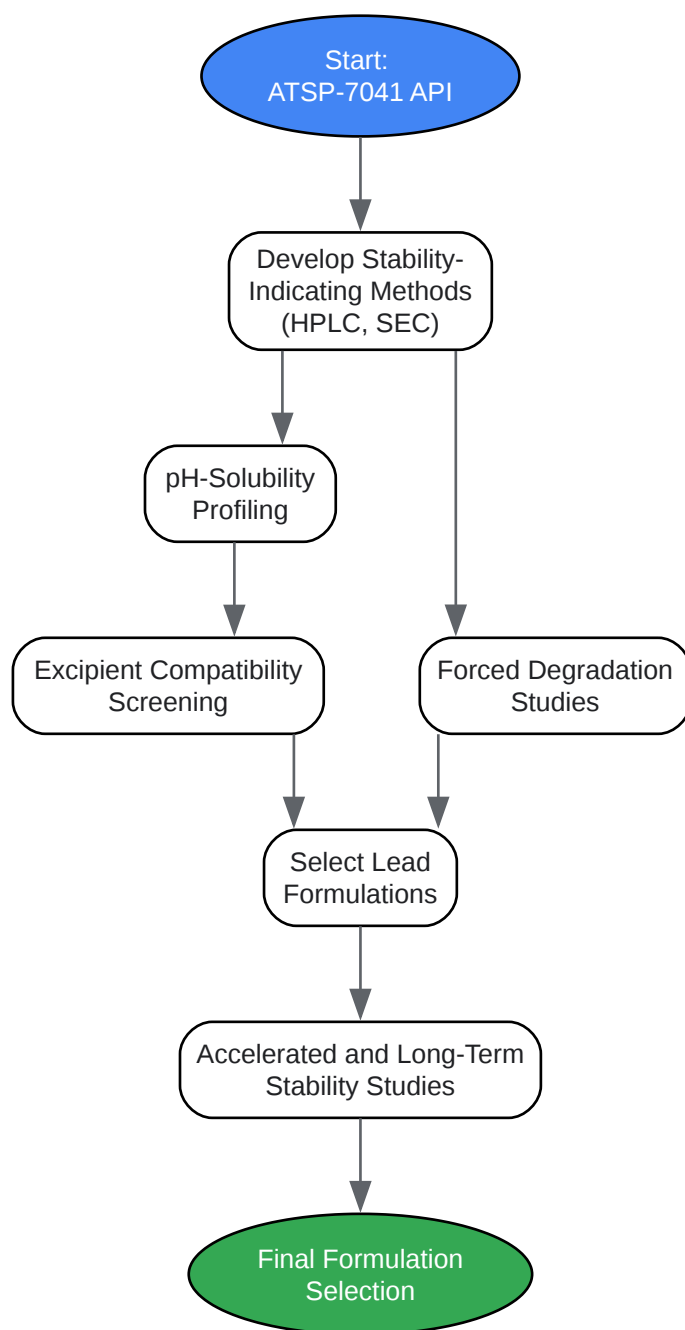 Start:
ATSP-7041 API
Develop Stability-
Indicating Methods
(HPLC, SEC)
pH-Solubility
Profiling
Excipient Compatibility
Screening
Forced Degradation
Studies
Select Lead
Formulations
Accelerated and Long-Term
Stability Studies
Final Formulation
Selection